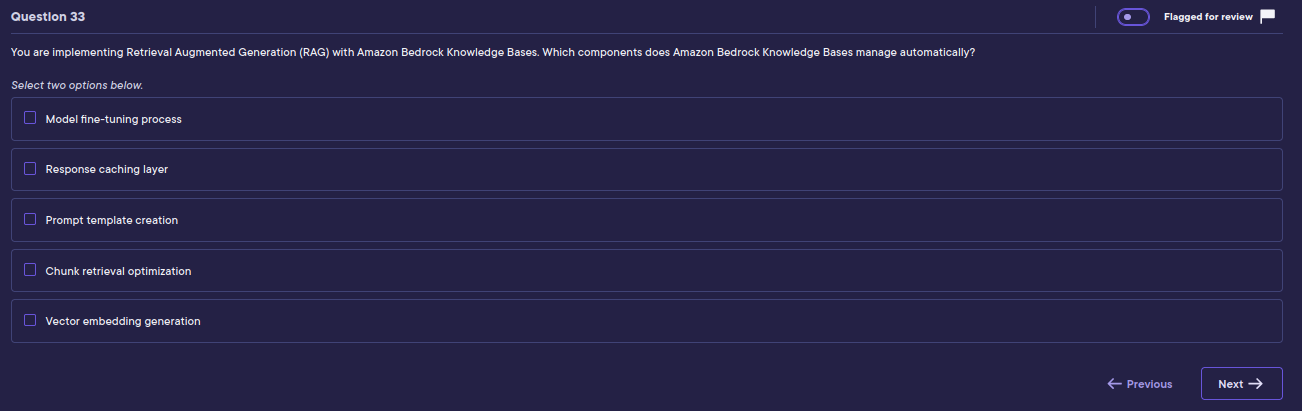 Question 33
Flagged for review
You are implementing Retrieval Augmented Generation (RAG) with Amazon Bedrock Knowledge Bases. Which components does Amazon Bedrock Knowledge Bases manage automatically?
Select two options below.
Model fine-tuning process
Response caching layer
Prompt template creation
Chunk retrieval optimization
Vector embedding generation
Previous
Next